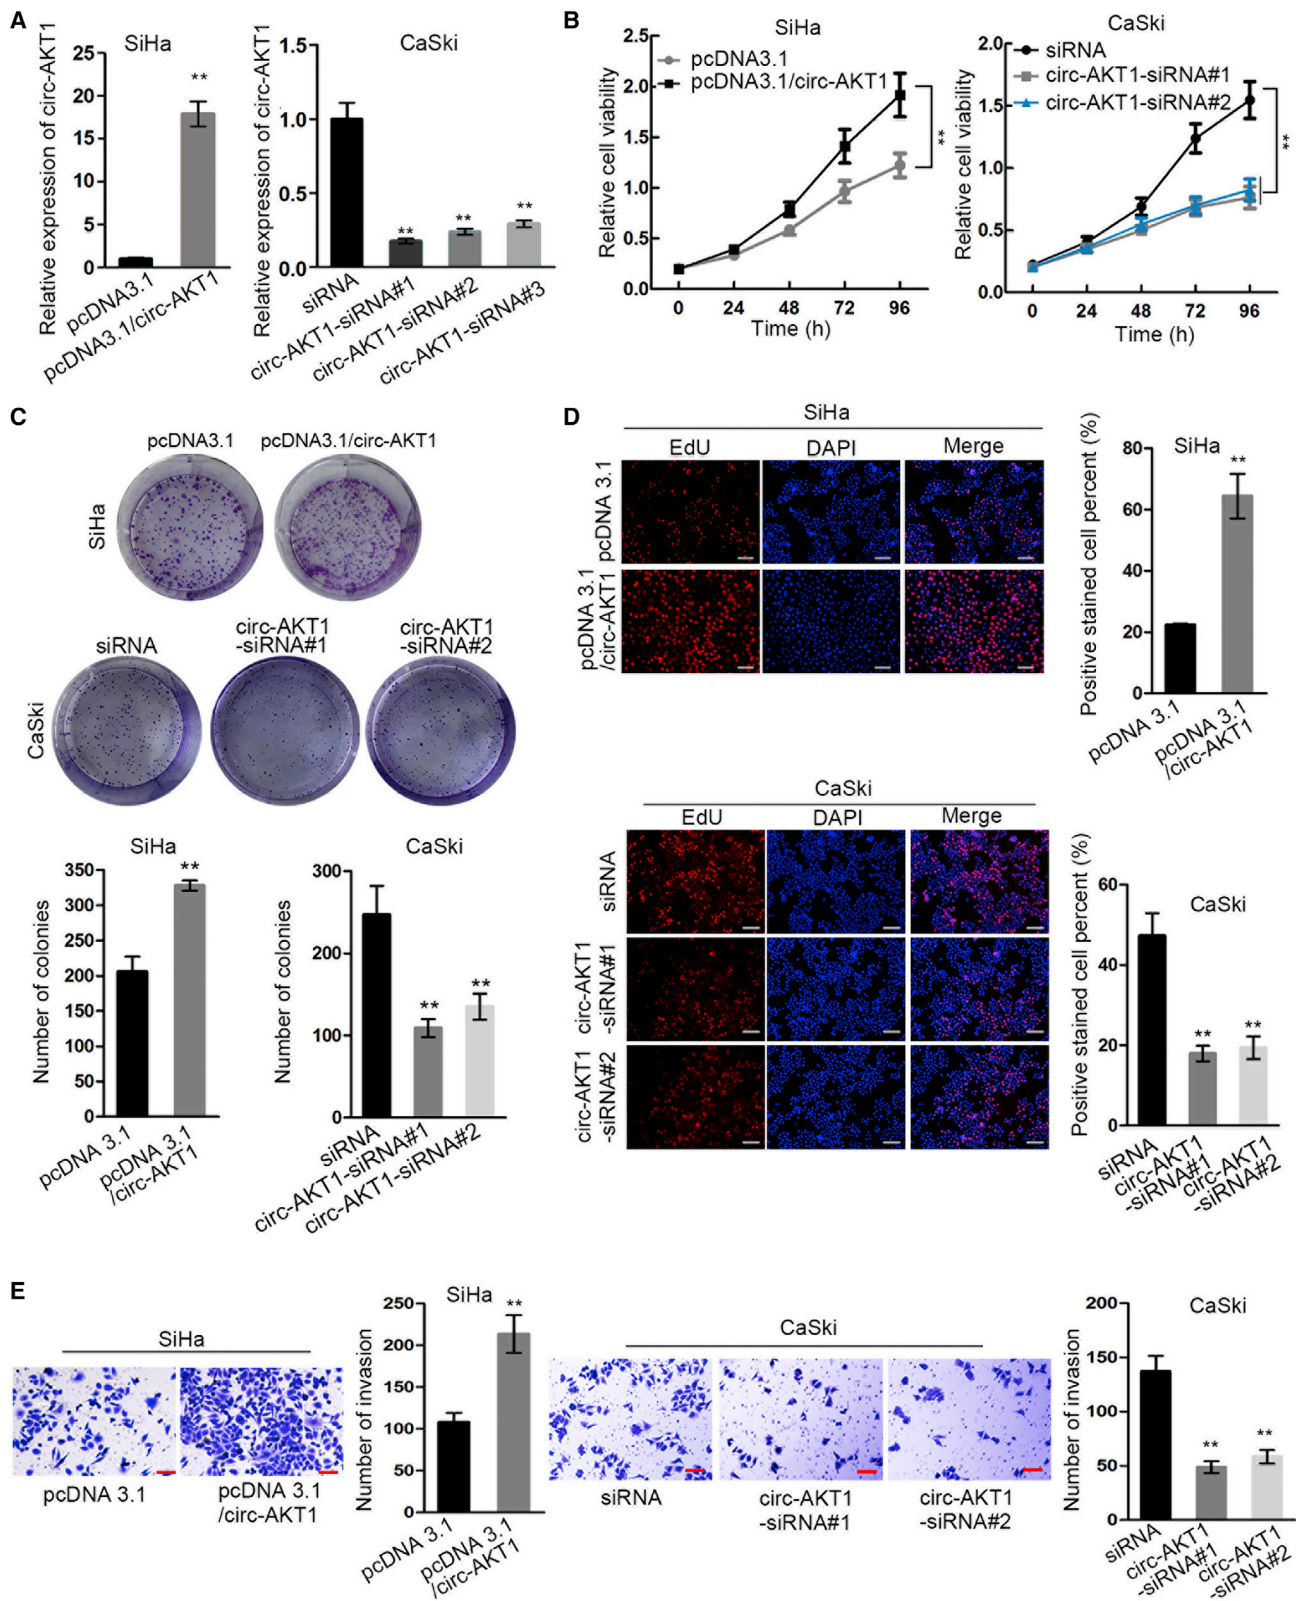 A
SiHa
Relative expression of circ-AKT1
25
20
15
10
5
0
**
pcDNA3.1
pcDNA3.1/circ-AKT1
CaSki
Relative expression of circ-AKT1
1.5
1.0
0.5
0.0
**
**
**
siRNA
circ-AKT1-siRNA#1
circ-AKT1-siRNA#2
circ-AKT1-siRNA#3
B
SiHa
Relative cell viability
2.5
2.0
1.5
1.0
0.5
0.0
pcDNA3.1
pcDNA3.1/circ-AKT1
**
0 24 48 72 96
Time (h)
CaSki
Relative cell viability
2.0
1.5
1.0
0.5
0.0
siRNA
circ-AKT1-siRNA#1
circ-AKT1-siRNA#2
**
0 24 48 72 96
Time (h)
C
pcDNA3.1 pcDNA3.1/circ-AKT1
SiHa
siRNA
circ-AKT1
-siRNA#1
circ-AKT1
-siRNA#2
CaSki
SiHa
Number of colonies
350
300
250
200
150
100
50
0
**
pcDNA 3.1
pcDNA 3.1
/circ-AKT1
CaSki
Number of colonies
300
200
100
0
**
**
siRNA
circ-AKT1-siRNA#1
circ-AKT1-siRNA#2
D
SiHa
EdU DAPI Merge
pcDNA 3.1
pcDNA 3.1
/circ-AKT1
SiHa
Positive stained cell percent (%)
80
60
40
20
0
**
pcDNA 3.1
pcDNA 3.1
/circ-AKT1
CaSki
EdU DAPI Merge
siRNA
circ-AKT1
-siRNA#1
circ-AKT1
-siRNA#2
CaSki
Positive stained cell percent (%)
60
40
20
0
**
**
siRNA
circ-AKT1
-siRNA#1
circ-AKT1
-siRNA#2
E
SiHa
pcDNA 3.1
pcDNA 3.1
/circ-AKT1
SiHa
Number of invasion
250
200
150
100
50
0
**
pcDNA 3.1
pcDNA 3.1
/circ-AKT1
CaSki
siRNA
circ-AKT1
-siRNA#1
circ-AKT1
-siRNA#2
CaSki
Number of invasion
200
150
100
50
0
**
**
siRNA
circ-AKT1
-siRNA#1
circ-AKT1
-siRNA#2